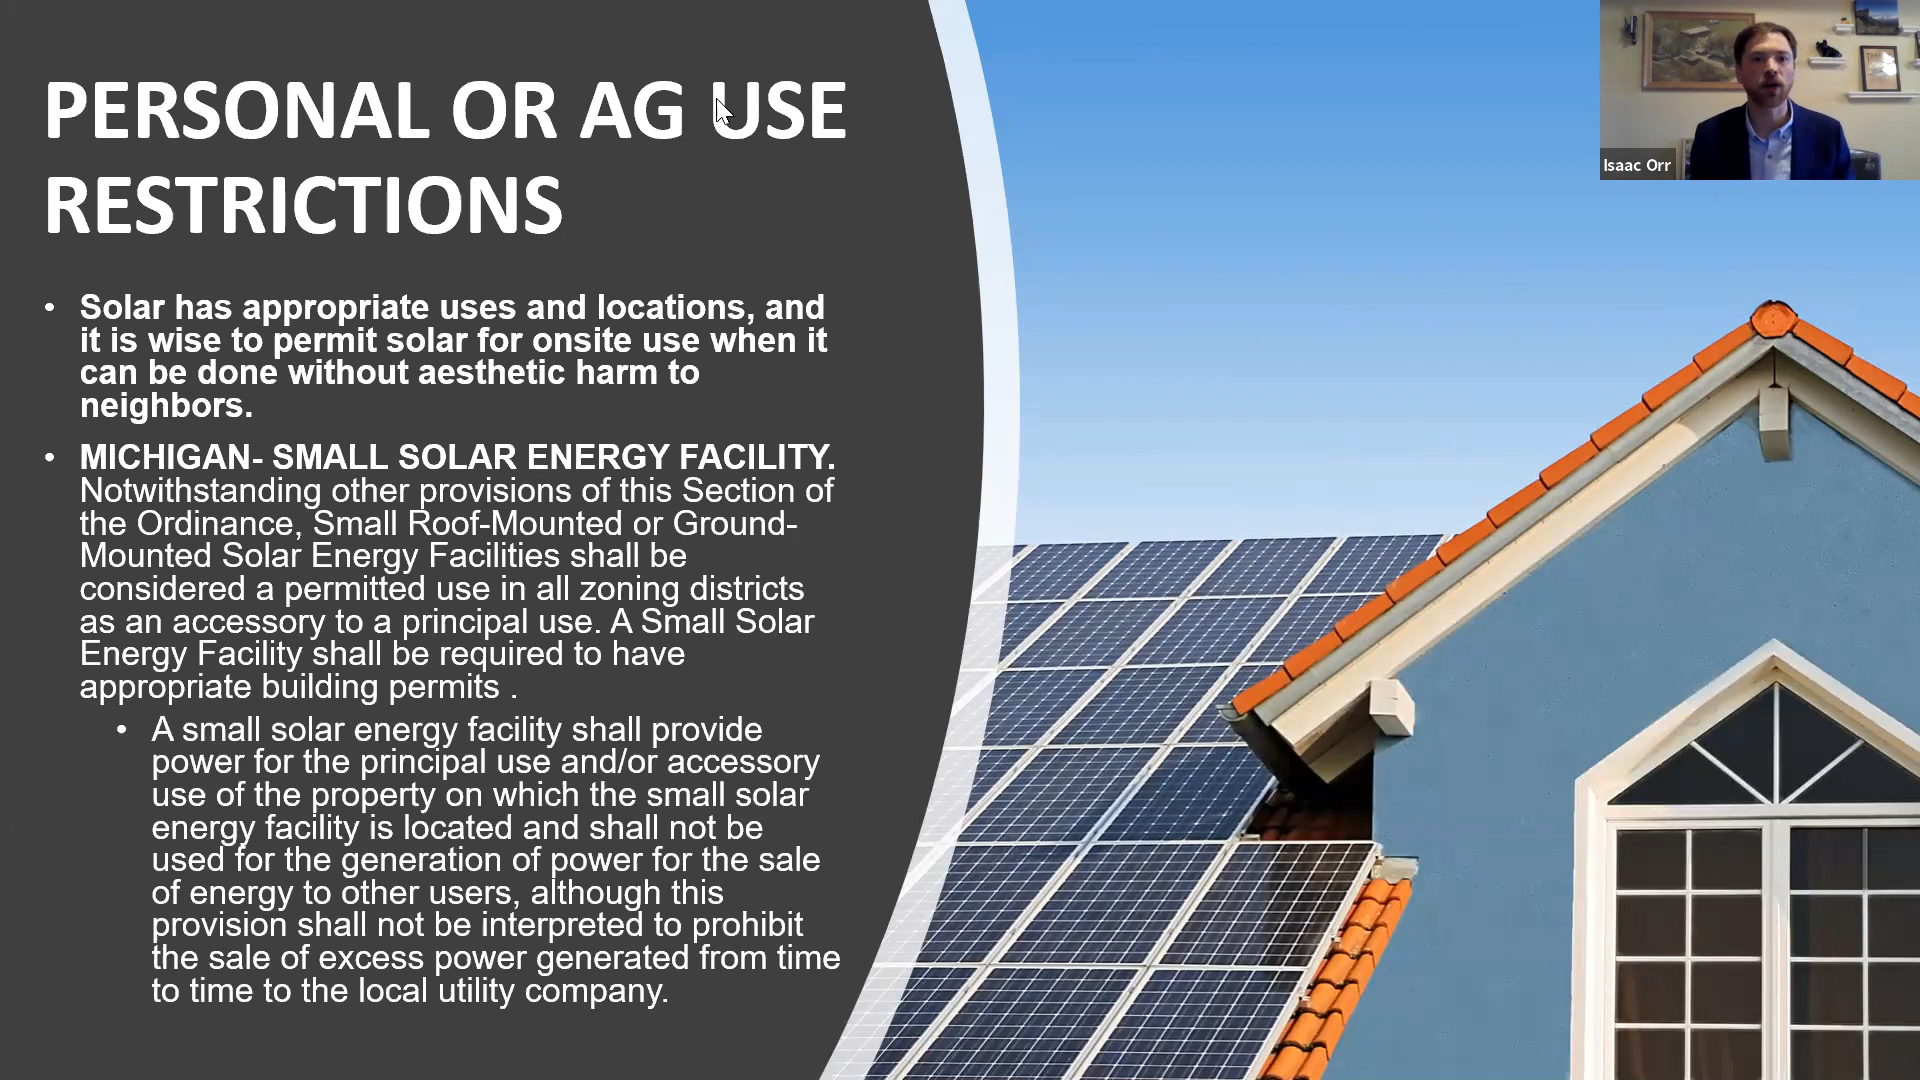 PERSONAL OR AG USE
RESTRICTIONS
• Solar has appropriate uses and locations, and
it is wise to permit solar for onsite use when it
can be done without aesthetic harm to
neighbors.
• MICHIGAN- SMALL SOLAR ENERGY FACILITY.
Notwithstanding other provisions of this Section of
the Ordinance, Small Roof-Mounted or Ground-
Mounted Solar Energy Facilities shall be
considered a permitted use in all zoning districts
as an accessory to a principal use. A Small Solar
Energy Facility shall be required to have
appropriate building permits .
• A small solar energy facility shall provide
power for the principal use and/or accessory
use of the property on which the small solar
energy facility is located and shall not be
used for the generation of power for the sale
of energy to other users, although this
provision shall not be interpreted to prohibit
the sale of excess power generated from time
to time to the local utility company.
Isaac Orr